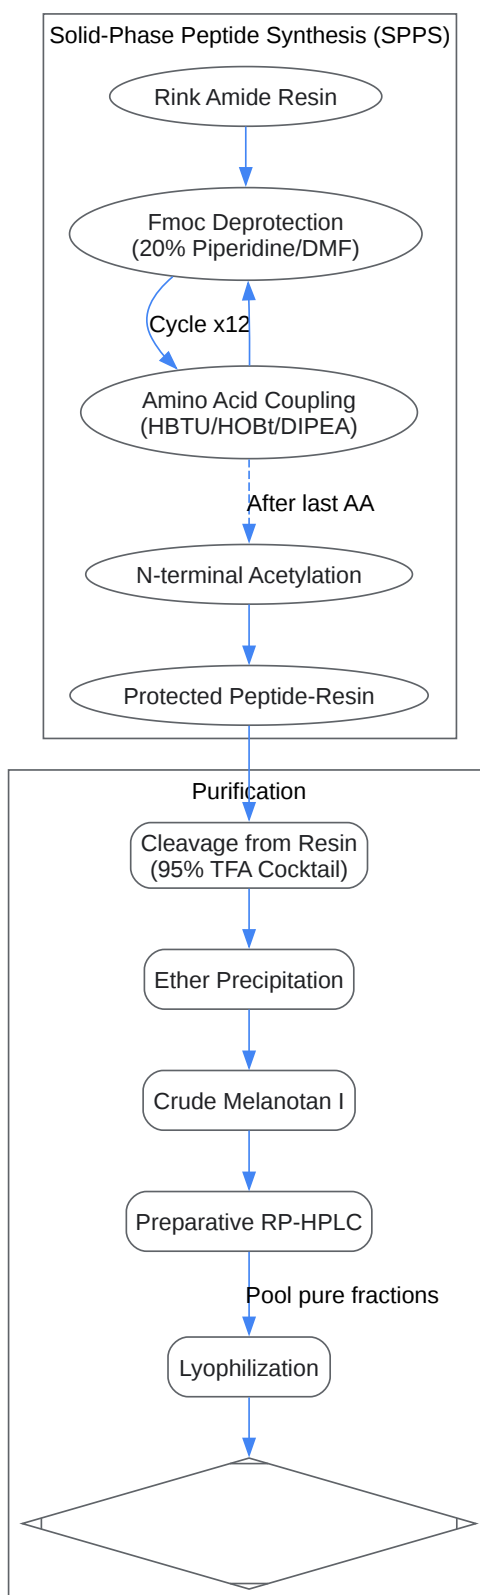 Solid-Phase Peptide Synthesis (SPPS)
Rink Amide Resin
Fmoc Deprotection
(20% Piperidine/DMF)
Cycle x12
Amino Acid Coupling
(HBTU/HOBt/DIPEA)
After last AA
N-terminal Acetylation
Protected Peptide-Resin
Purification
Cleavage from Resin
(95% TFA Cocktail)
Ether Precipitation
Crude Melanotan I
Preparative RP-HPLC
Pool pure fractions
Lyophilization